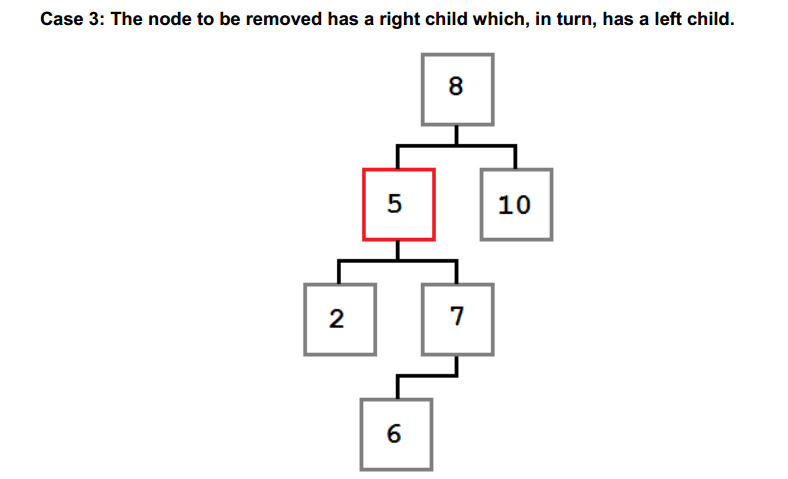 Case 3: The node to be removed has a right child which, in turn, has a left child.
8
5 10
2 7
6